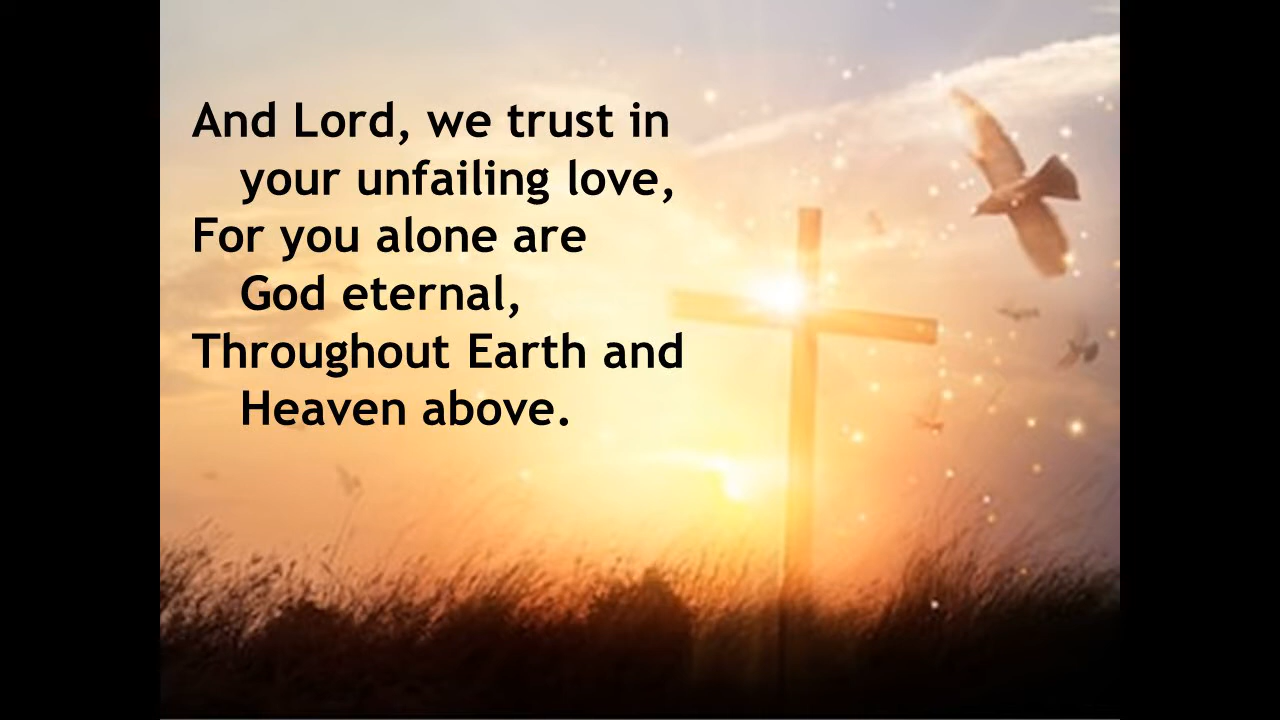 And Lord, we trust in
your unfailing love,
For you alone are
God eternal,
Throughout Earth and
Heaven above.